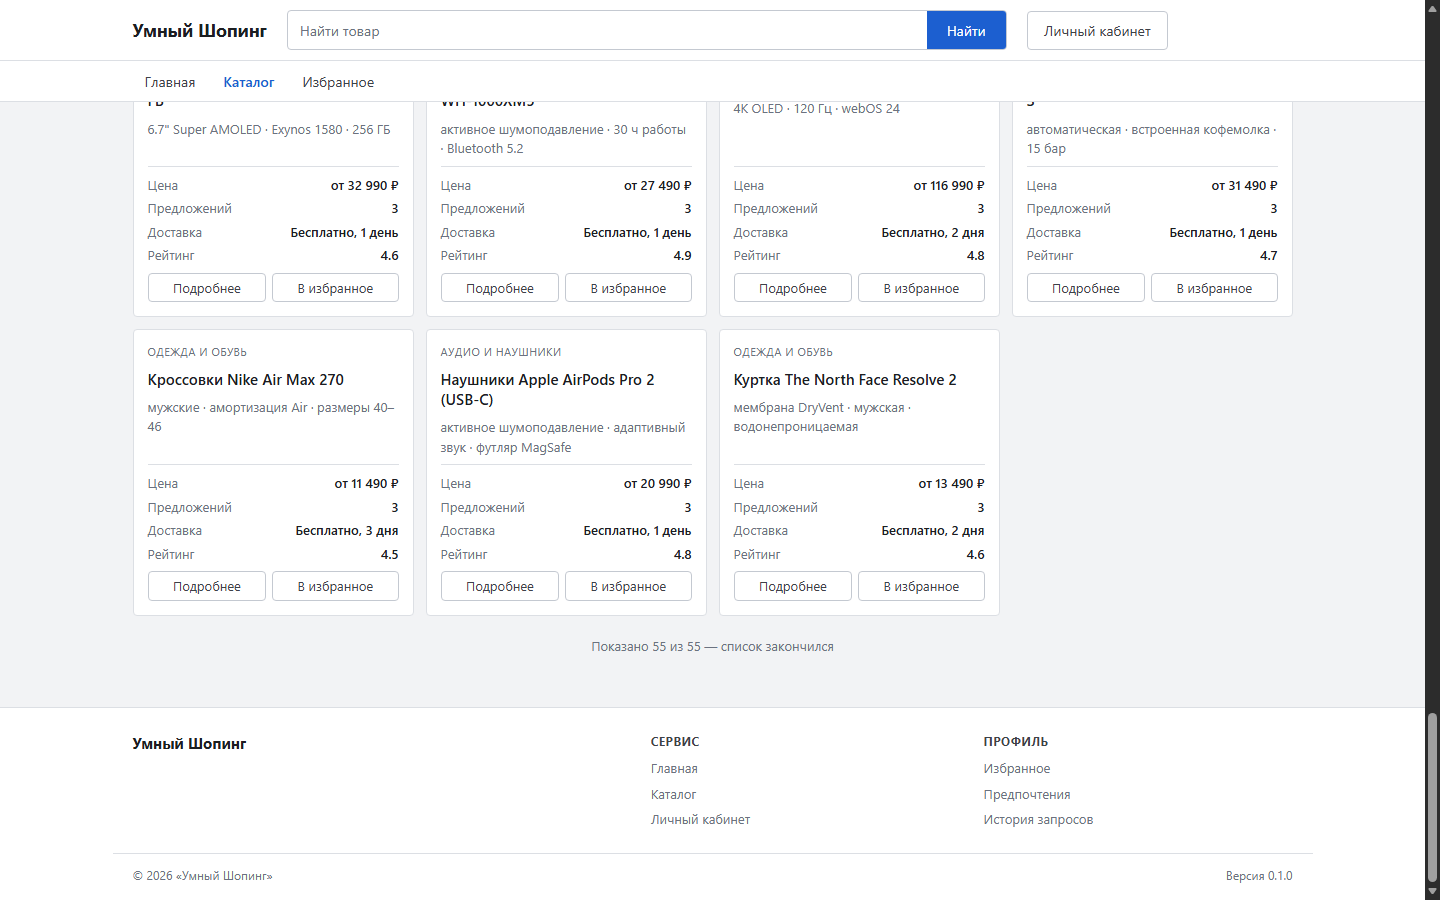 Умный Шопинг
Найти товар
Найти
Личный кабинет
Главная
Каталог
Избранное
6.7" Super AMOLED · Exynos 1580 · 256 ГБ
Цена
от 32 990 ₽
Предложений
3
Доставка
Бесплатно, 1 день
Рейтинг
4.6
Подробнее
В избранное
активное шумоподавление · 30 ч работы
· Bluetooth 5.2
Цена
от 27 490 ₽
Предложений
3
Доставка
Бесплатно, 1 день
Рейтинг
4.9
Подробнее
В избранное
4K OLED · 120 Гц · webOS 24
Цена
от 116 990 ₽
Предложений
3
Доставка
Бесплатно, 2 дня
Рейтинг
4.8
Подробнее
В избранное
автоматическая · встроенная кофемолка ·
15 бар
Цена
от 31 490 ₽
Предложений
3
Доставка
Бесплатно, 1 день
Рейтинг
4.7
Подробнее
В избранное
ОДЕЖДА И ОБУВЬ
Кроссовки Nike Air Max 270
мужские · амортизация Air · размеры 40–
46
Цена
от 11 490 ₽
Предложений
3
Доставка
Бесплатно, 3 дня
Рейтинг
4.5
Подробнее
В избранное
АУДИО И НАУШНИКИ
Наушники Apple AirPods Pro 2
(USB-C)
активное шумоподавление · адаптивный
звук · футляр MagSafe
Цена
от 20 990 ₽
Предложений
3
Доставка
Бесплатно, 1 день
Рейтинг
4.8
Подробнее
В избранное
ОДЕЖДА И ОБУВЬ
Куртка The North Face Resolve 2
мембрана DryVent · мужская ·
водонепроницаемая
Цена
от 13 490 ₽
Предложений
3
Доставка
Бесплатно, 2 дня
Рейтинг
4.6
Подробнее
В избранное
Показано 55 из 55 — список закончился
Умный Шопинг
СЕРВИС
Главная
Каталог
Личный кабинет
ПРОФИЛЬ
Избранное
Предпочтения
История запросов
© 2026 «Умный Шопинг»
Версия 0.1.0